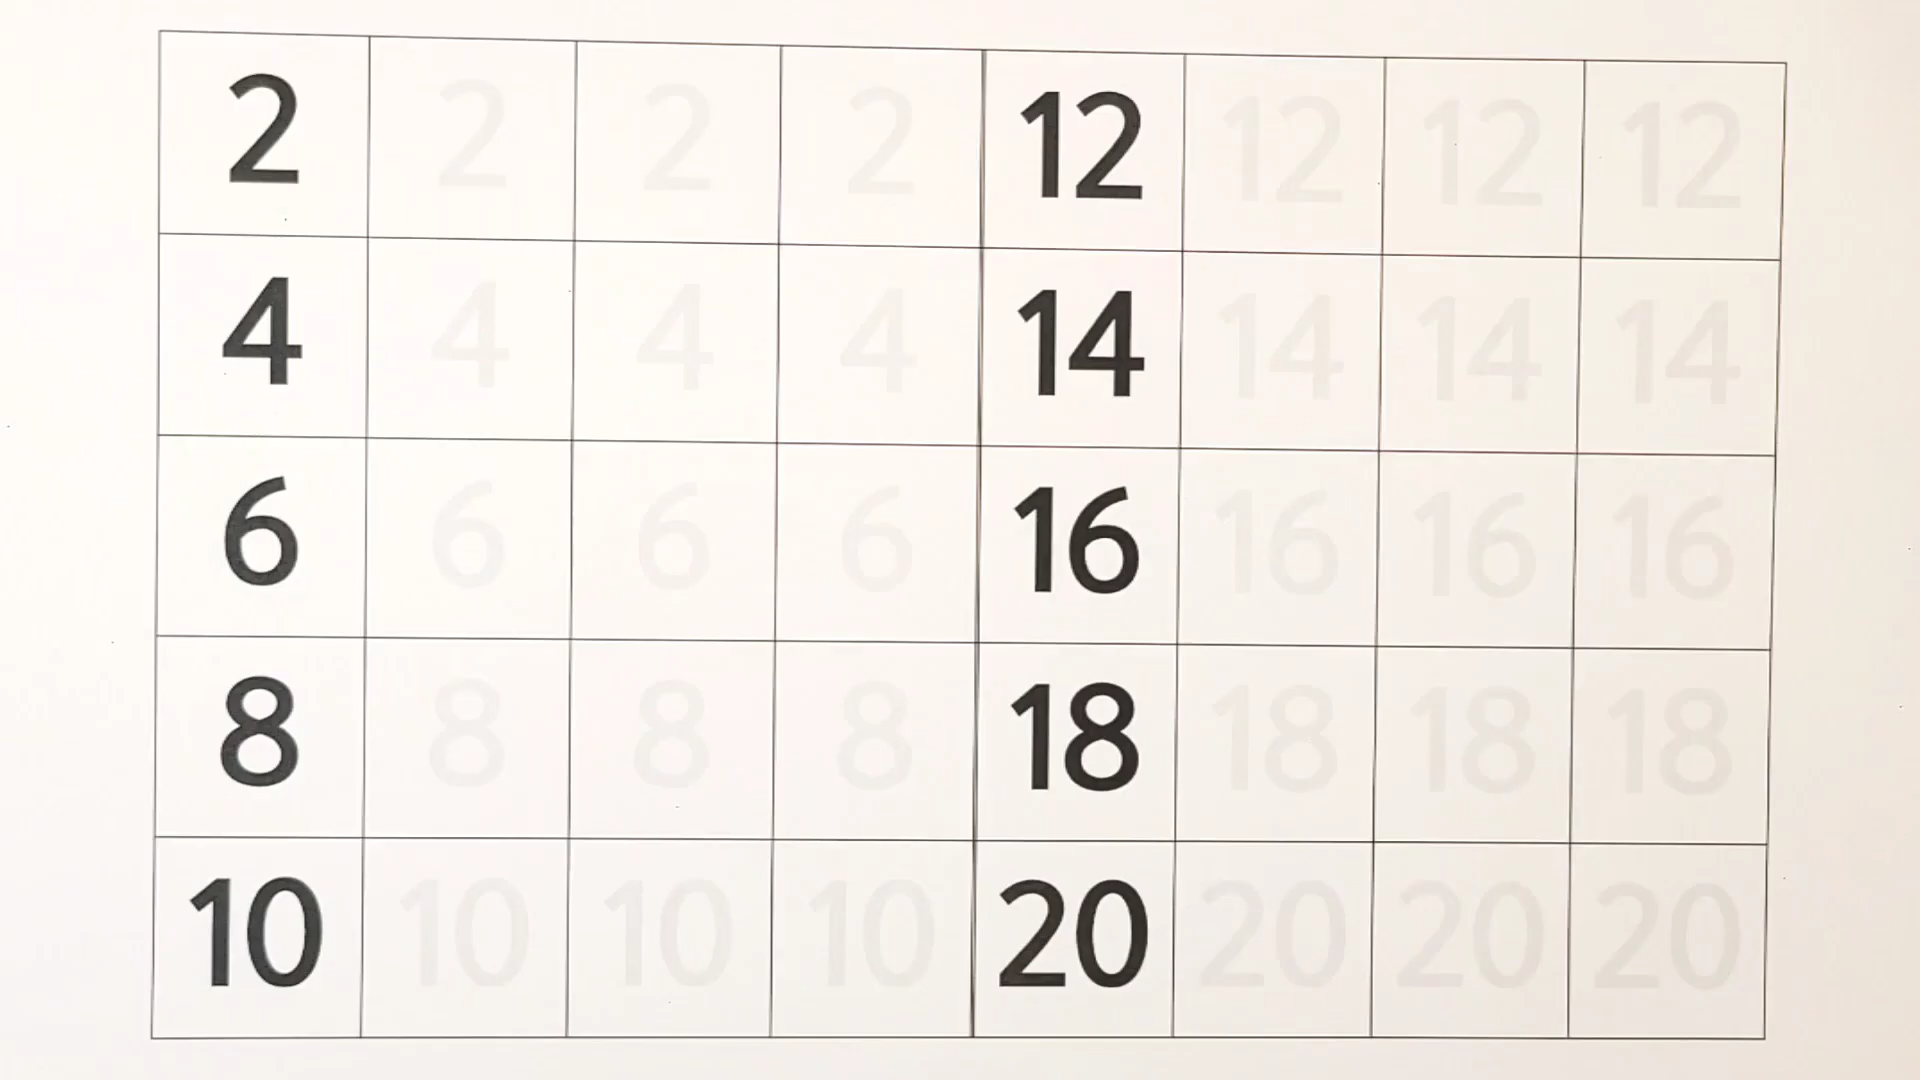 2 2 2 2 12 12 12 12
4 4 4 4 14 14 14 14
6 6 6 6 16 16 16 16
8 8 8 8 18 18 18 18
10 10 10 10 20 20 20 20